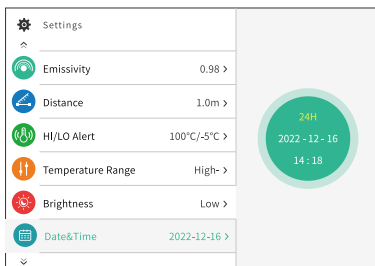 Settings
Emissivity 0.98 >
Distance 1.0m >
HI/LO Alert 100°C/-5°C >
Temperature Range High- >
Brightness Low >
Date&Time 2022-12-16 >
24H
2022 - 12 - 16
14 : 18